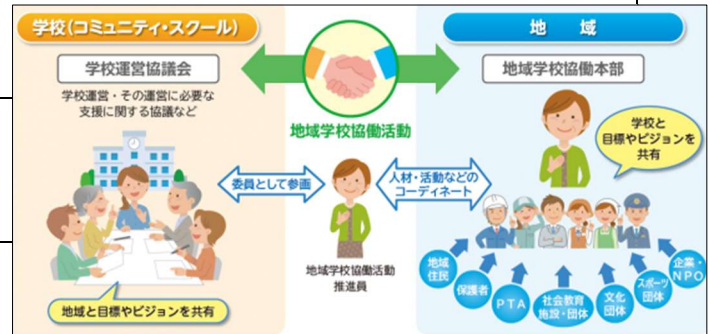 学校(コミュニティ・スクール)
学校運営協議会
学校運営・その運営に必要な
支援に関する協議など
地域と目標やビジョンを共有
地域学校協働活動
委員として参画
人材・活動などの
コーディネート
地域学校協働活動
推進員
地　域
地域学校協働本部
学校と
目標やビジョンを
共有
地域
住民
保護者
PTA
社会教育
施設・団体
文化
団体
スポーツ
団体
企業・
NPO